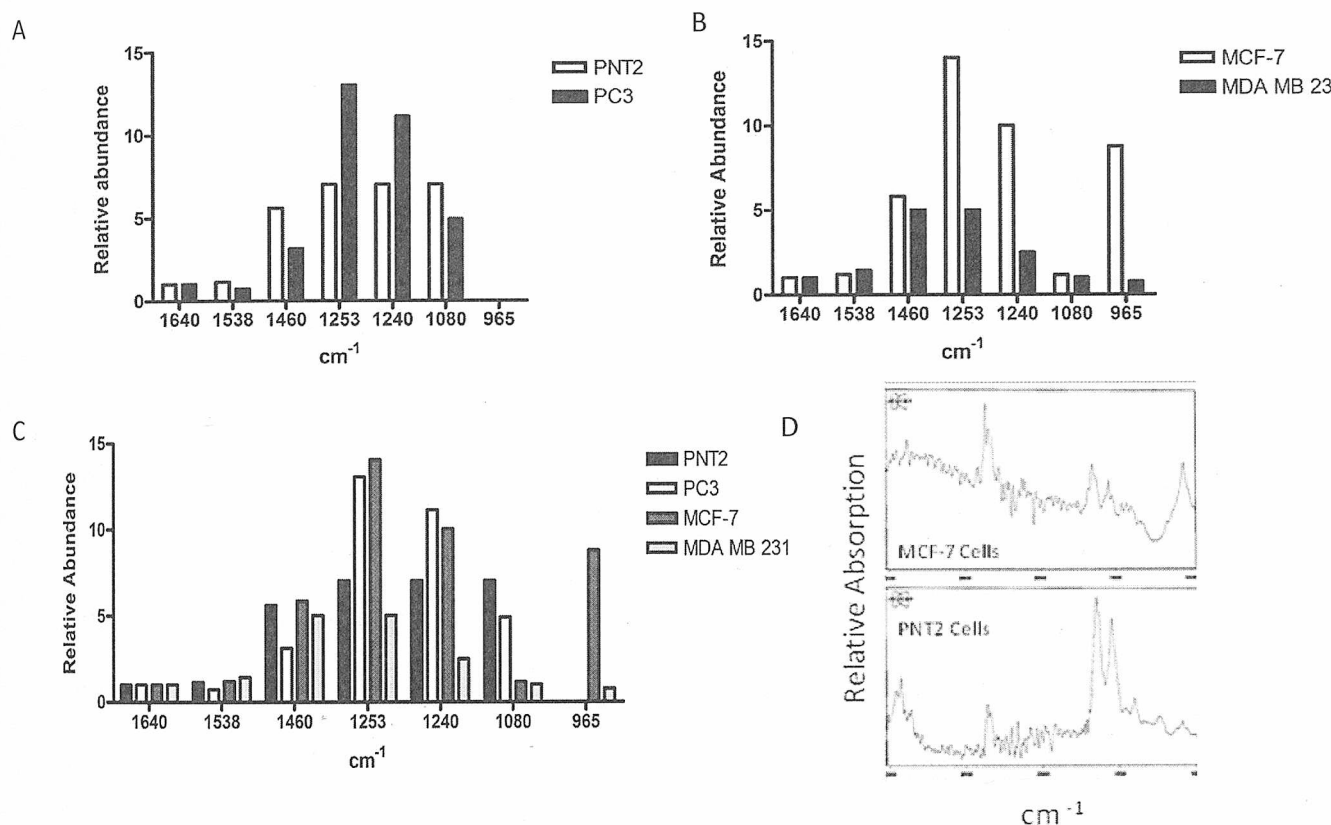 A
Relative abundance
15
10
5
0
1640 1538 1460 1253 1240 1080 965
cm-1
PNT2
PC3
B
Relative Abundance
15
10
5
0
1640 1538 1460 1253 1240 1080 965
cm-1
MCF-7
MDA MB 23
C
Relative Abundance
15
10
5
0
1640 1538 1460 1253 1240 1080 965
cm-1
PNT2
PC3
MCF-7
MDA MB 231
D
Relative Absorption
MCF-7 Cells
PNT2 Cells
cm -1